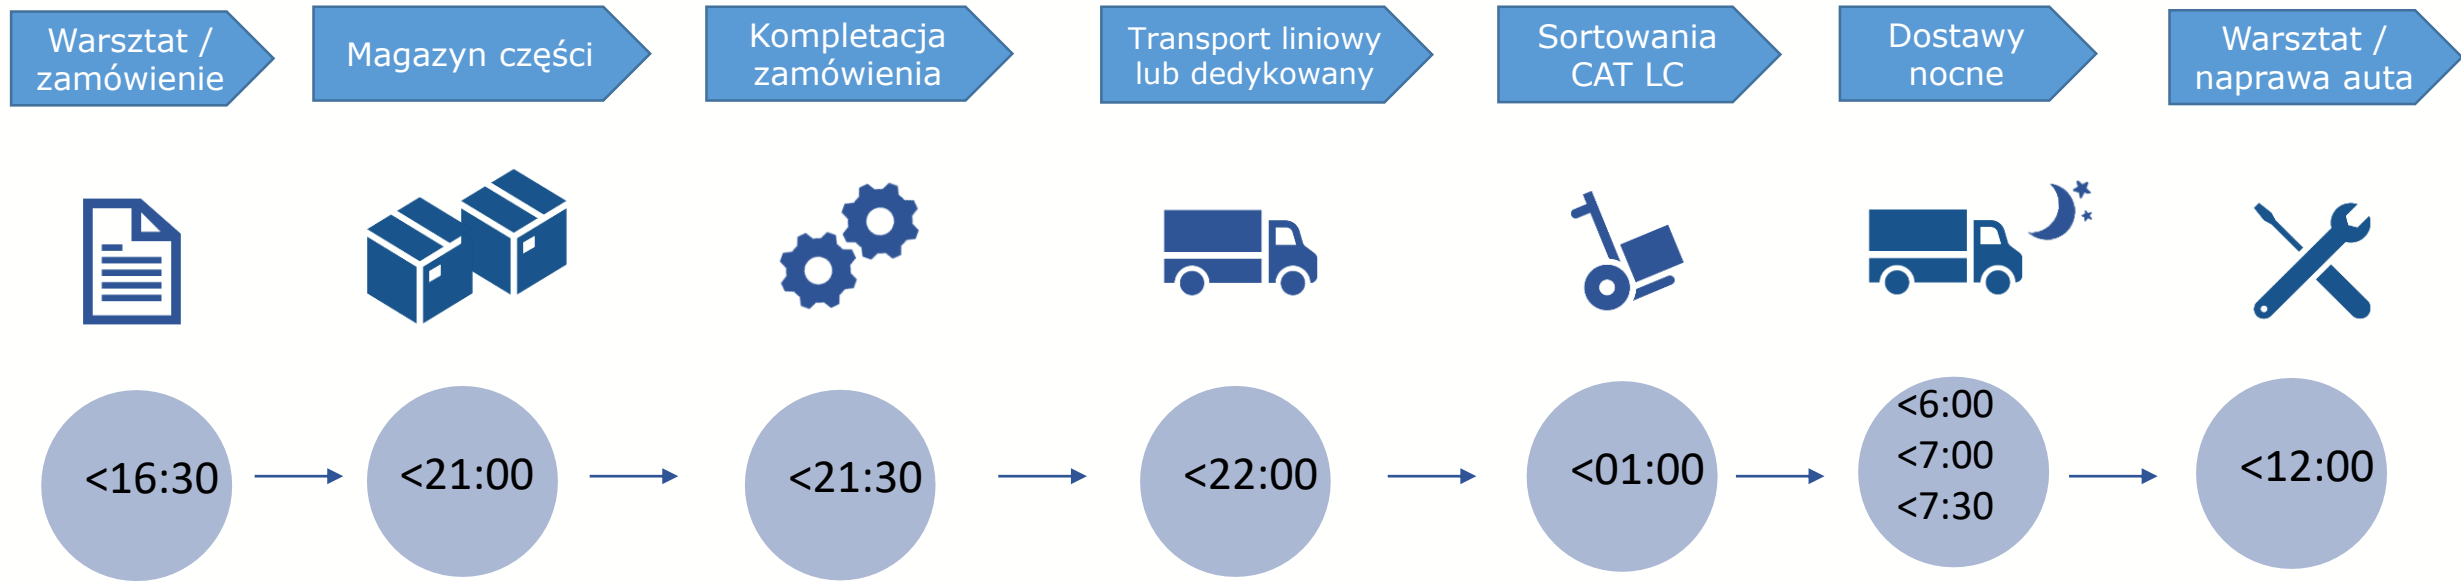 Warsztat /
zamówienie
Magazyn części
Kompletacja
zamówienia
Transport liniowy
lub dedykowany
Sortowania
CAT LC
Dostawy
nocne
Warsztat /
naprawa auta
<16:30
<21:00
<21:30
<22:00
<01:00
<6:00
<7:00
<7:30
<12:00